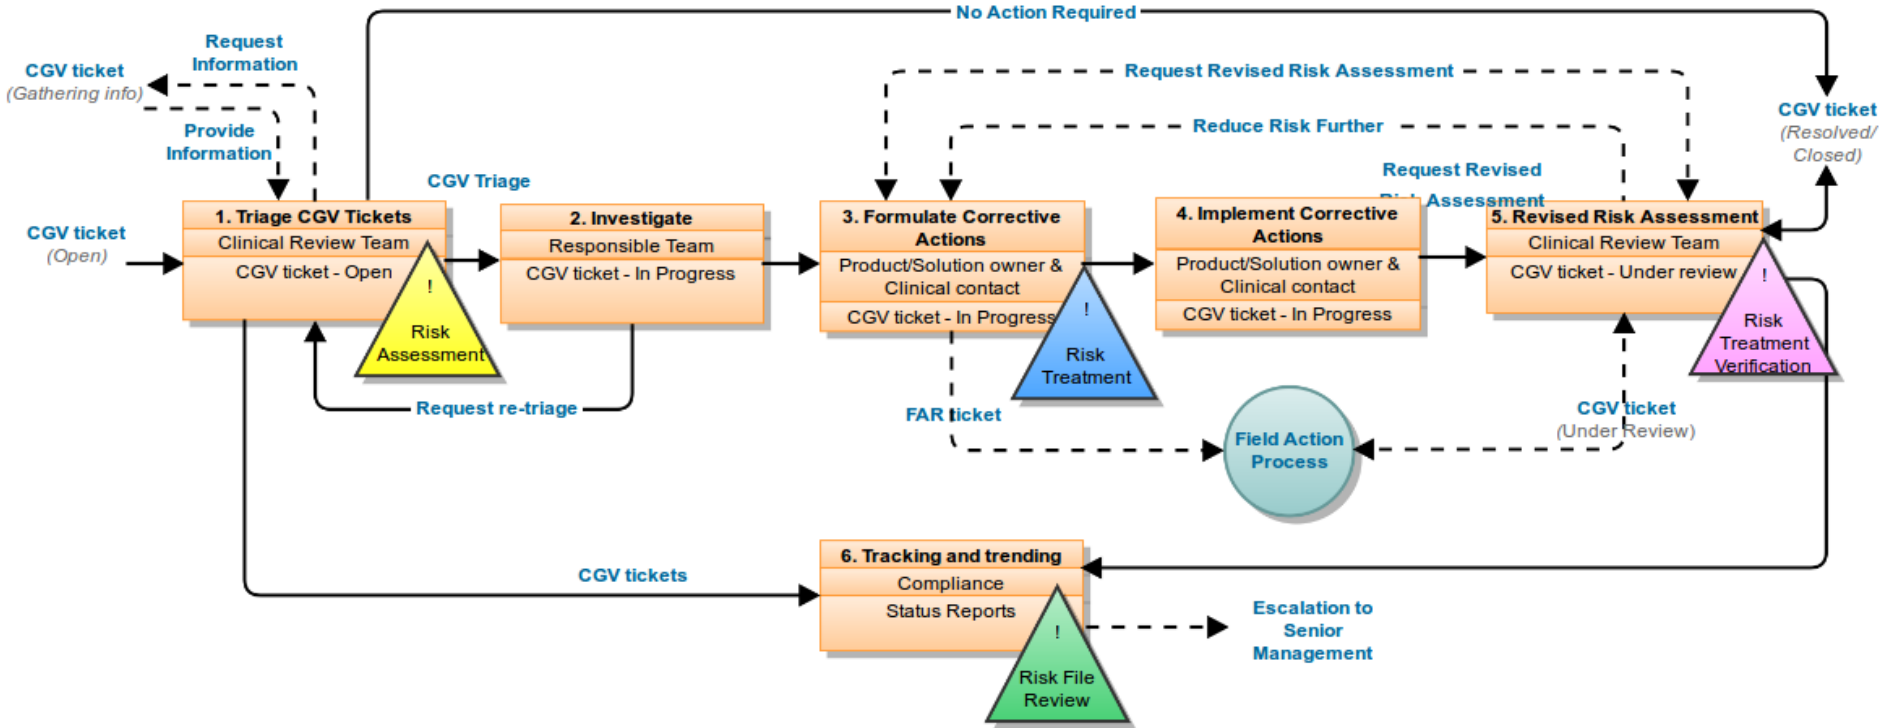 No Action Required
Request
Information
CGV ticket
(Gathering info)
Provide
Information
Request Revised Risk Assessment
Reduce Risk Further
CGV ticket
(Resolved/
Closed)
CGV Triage
Request Revised
Risk Assessment
CGV ticket
(Open)
1. Triage CGV Tickets
Clinical Review Team
CGV ticket - Open
!
Risk
Assessment
2. Investigate
Responsible Team
CGV ticket - In Progress
Request re-triage
3. Formulate Corrective
Actions
Product/Solution owner &
Clinical contact
CGV ticket - In Progress
!
Risk
Treatment
4. Implement Corrective
Actions
Product/Solution owner &
Clinical contact
CGV ticket - In Progress
5. Revised Risk Assessment
Clinical Review Team
CGV ticket - Under review
!
Risk
Treatment
Verification
FAR ticket
Field Action
Process
CGV ticket
(Under Review)
CGV tickets
6. Tracking and trending
Compliance
Status Reports
!
Risk File
Review
Escalation to
Senior
Management